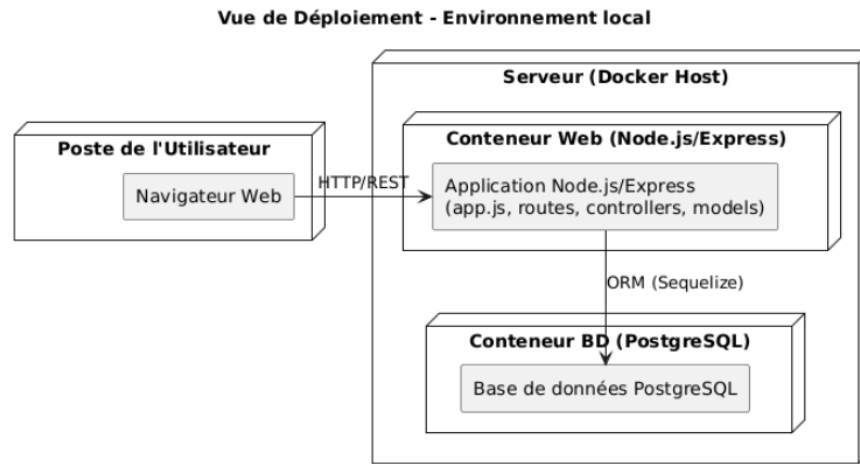 Vue de Déploiement - Environnement local
Serveur (Docker Host)
Conteneur Web (Node.js/Express)
Poste de l'Utilisateur
Navigateur Web
HTTP/REST
Application Node.js/Express
(app.js, routes, controllers, models)
ORM (Sequelize)
Conteneur BD (PostgreSQL)
Base de données PostgreSQL